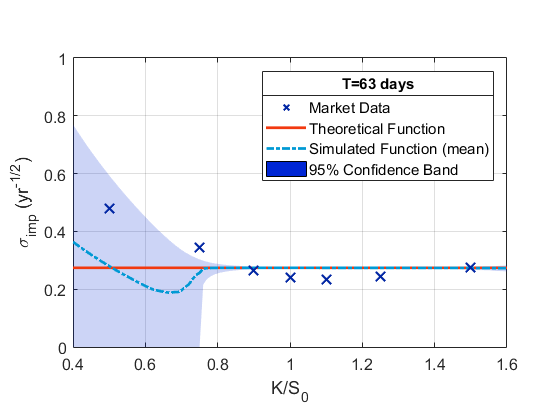 1
0.8
0.6
0.4
0.2
0
σimp (yr-1/2)
T=63 days
Market Data
Theoretical Function
Simulated Function (mean)
95% Confidence Band
0.4 0.6 0.8 1 1.2 1.4 1.6
K/S0